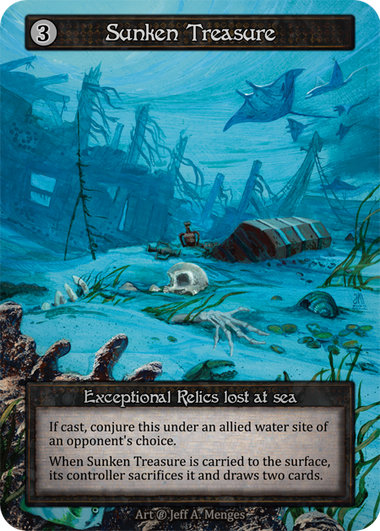 3
Sunken Treasure
Exceptional Relics lost at sea
If cast, conjure this under an allied water site of
an opponent's choice.
When Sunken Treasure is carried to the surface,
its controller sacrifices it and draws two cards.
Art @ Jeff A. Menges